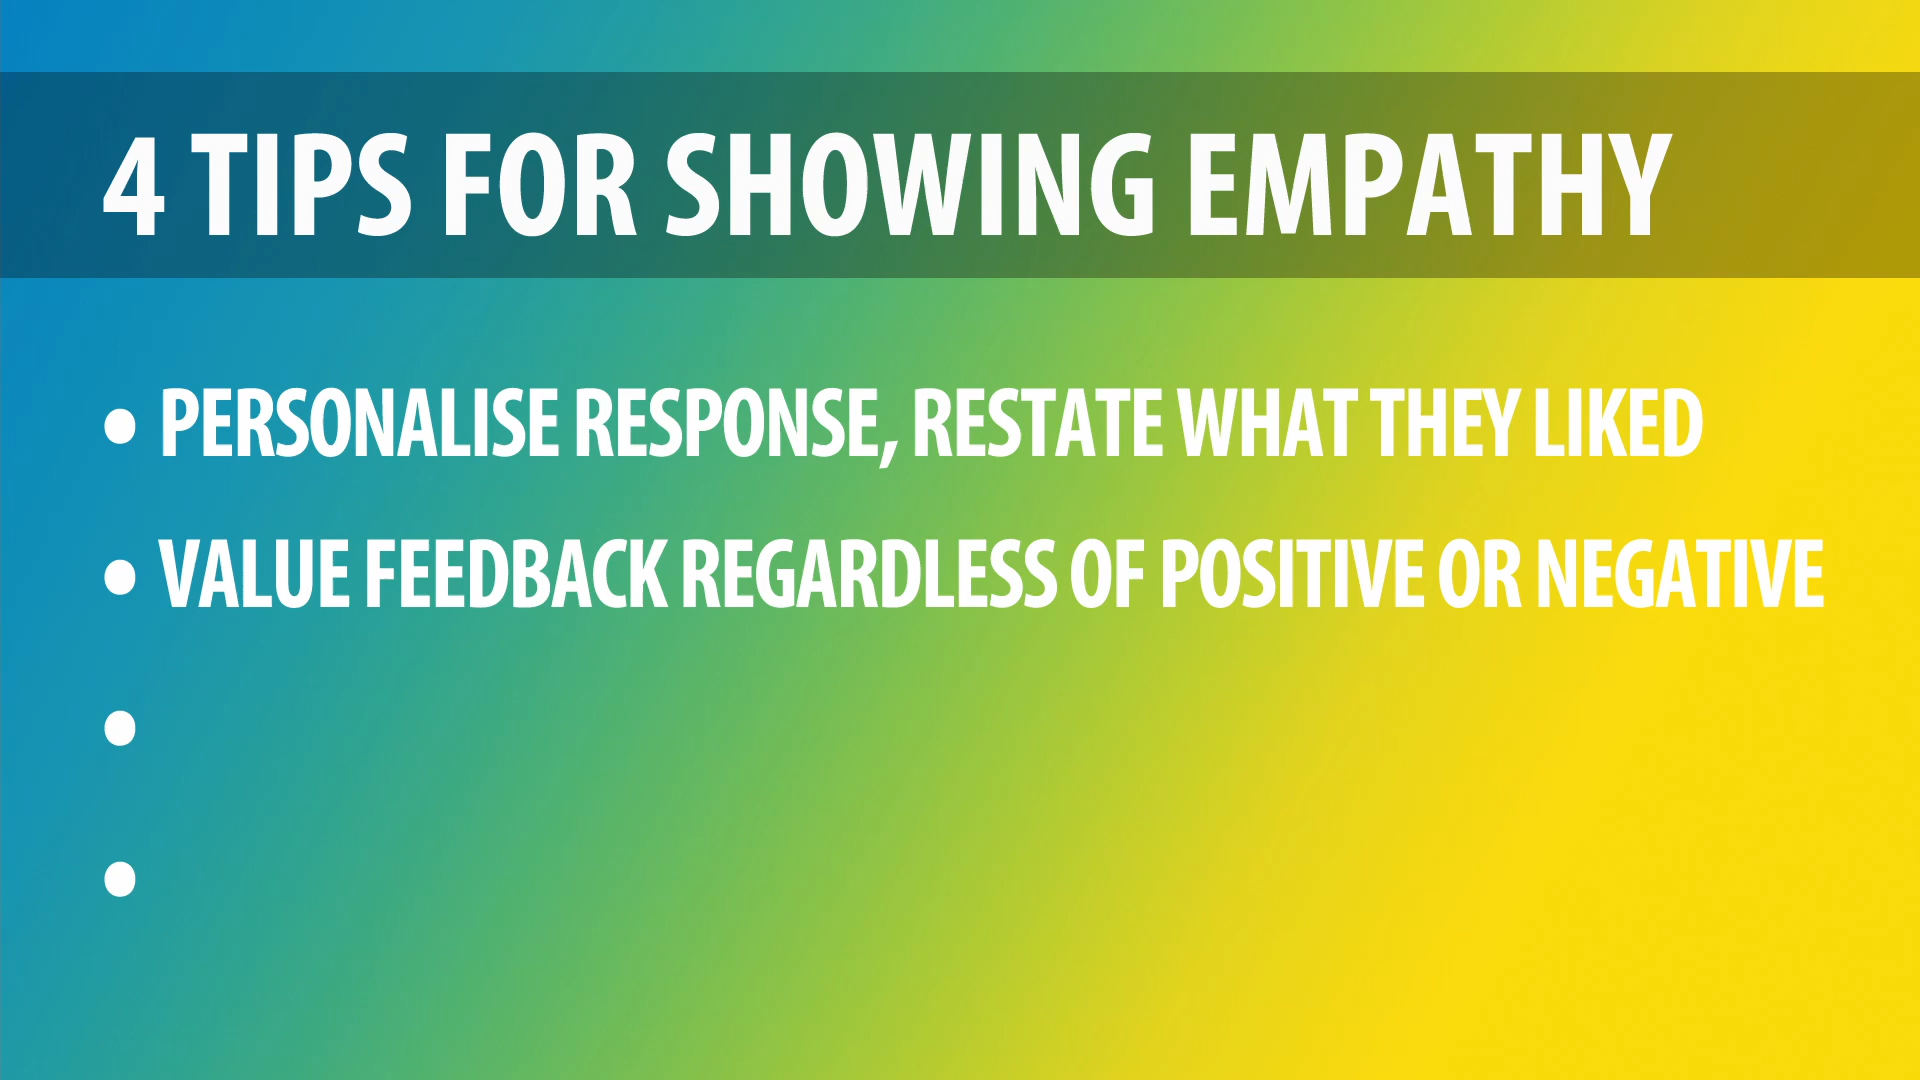 4 TIPS FOR SHOWING EMPATHY
• PERSONALISE RESPONSE, RESTATE WHAT THEY LIKED
• VALUE FEEDBACK REGARDLESS OF POSITIVE OR NEGATIVE
•
•